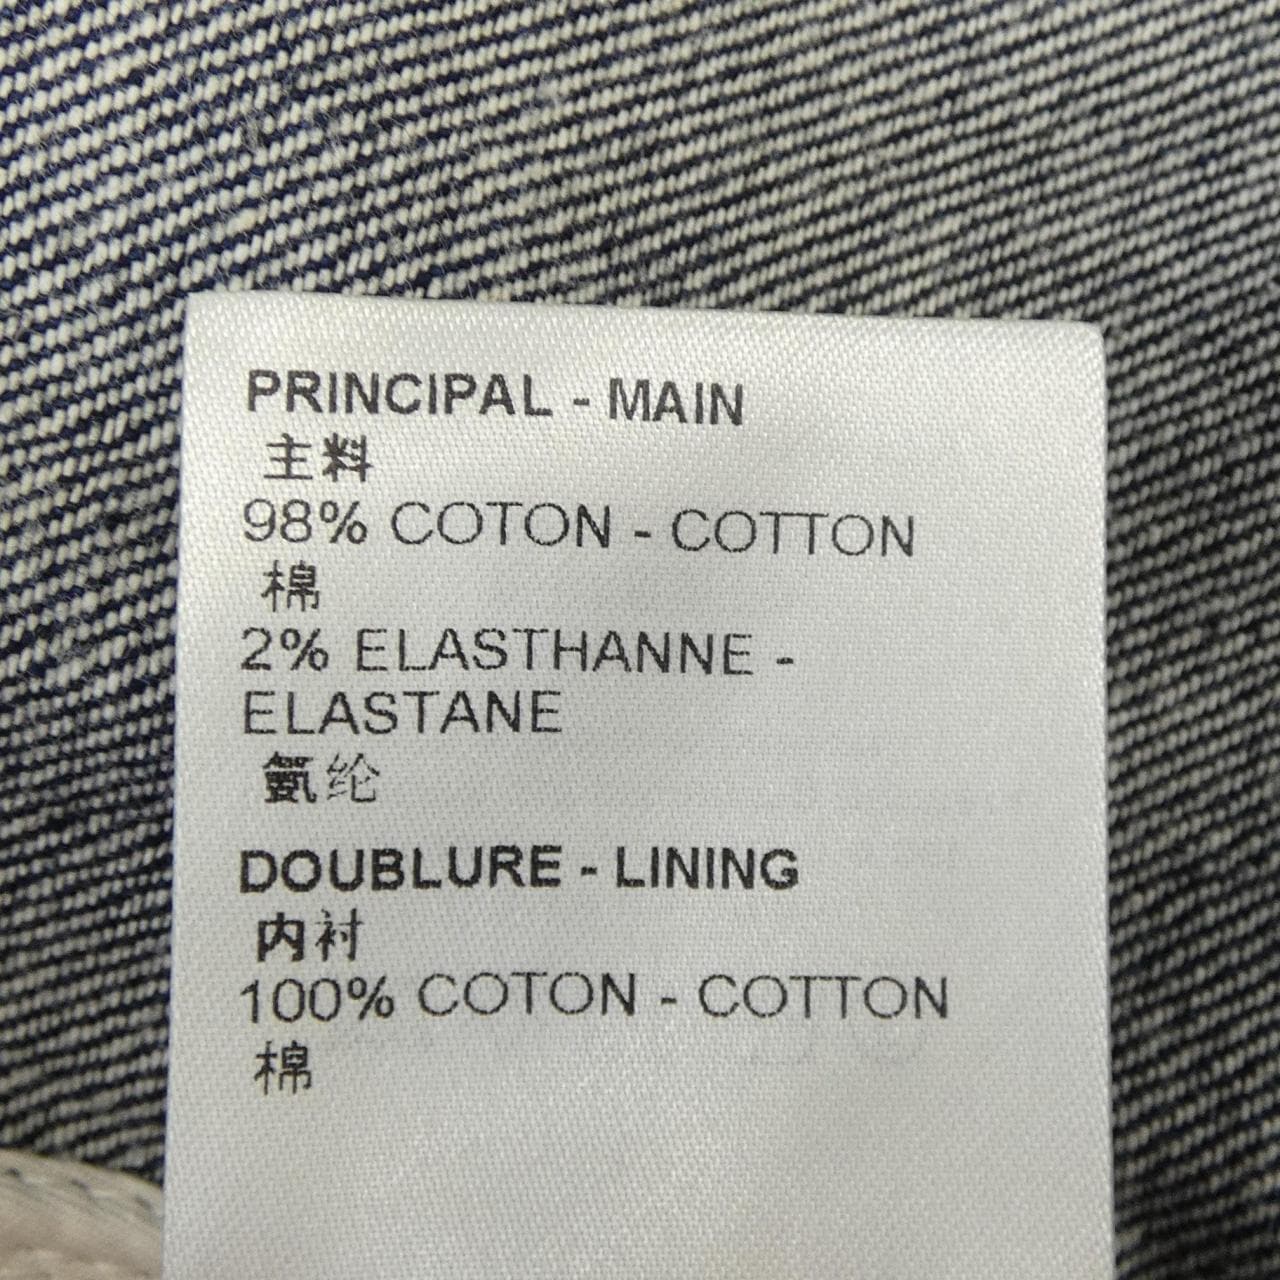 PRINCIPAL - MAIN
主料
98% COTON - COTTON
棉
2% ELASTHANNE -
ELASTANE
氨纶
DOUBLURE - LINING
内衬
100% COTON - COTTON
棉